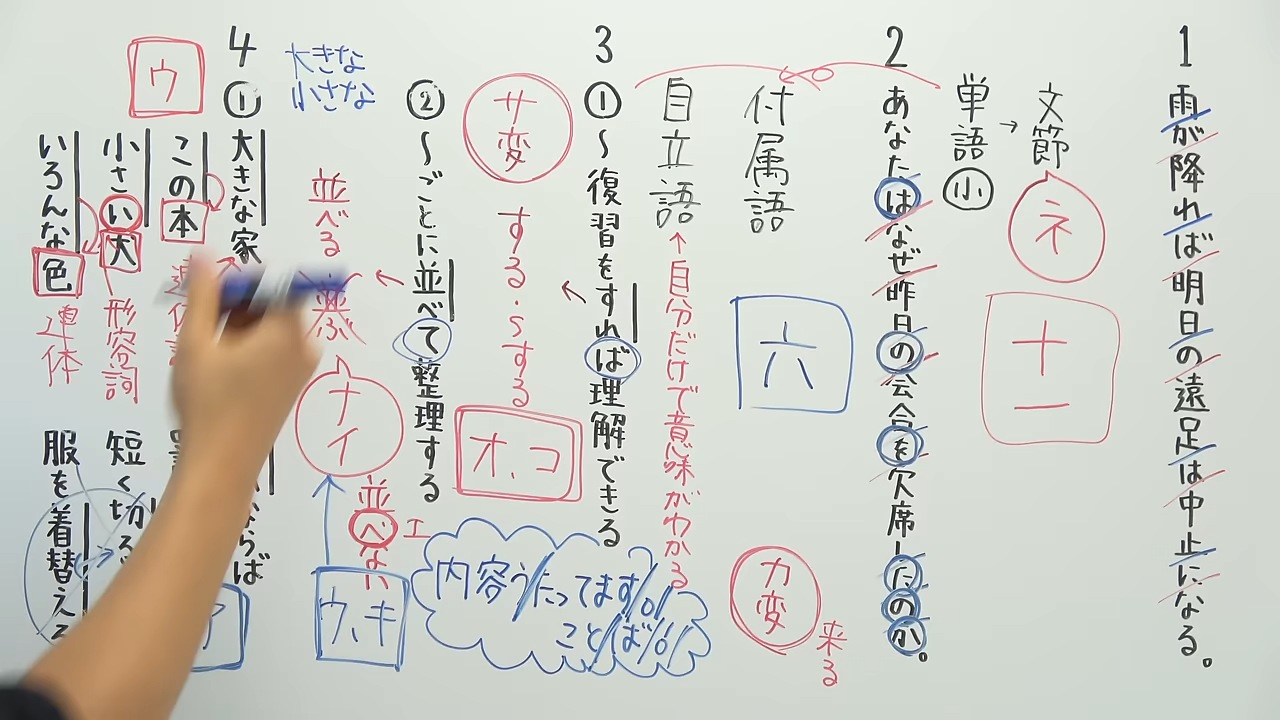 1
雨が降れば明日の遠足は中止になる。
文節
ネ
十一
→
単語 小
2
あなたはなぜ昨日の会合を欠席したのか。
付属語
六
カ変
来る
自立語
↑自分だけで意味がわかる
3
①〜復習をすれば理解できる
サ変
する・らする
オ、コ
②〜ごとに並べて整理する
並べる
並ぶ
ナイ
並べない
エ
ウ、キ
内容うたってます%
ことば%
4
大きな
小さな
ウ
①大きな家
この本
小さい犬
形容詞
いろんな色
連体
ならば
短く切る
服を着替える
ア